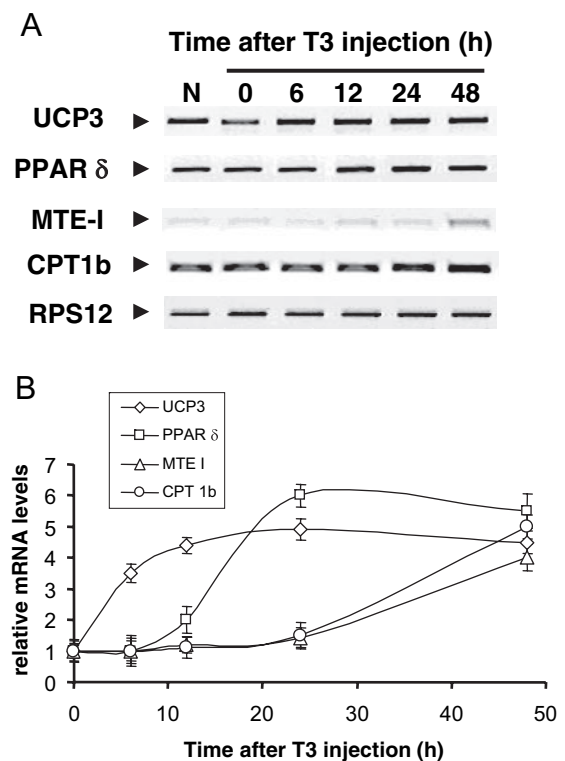 A
Time after T3 injection (h)
N 0 6 12 24 48
UCP3
PPAR δ
MTE-I
CPT1b
RPS12
B
UCP3
PPAR δ
MTE I
CPT 1b
relative mRNA levels
7
6
5
4
3
2
1
0
0 10 20 30 40 50
Time after T3 injection (h)